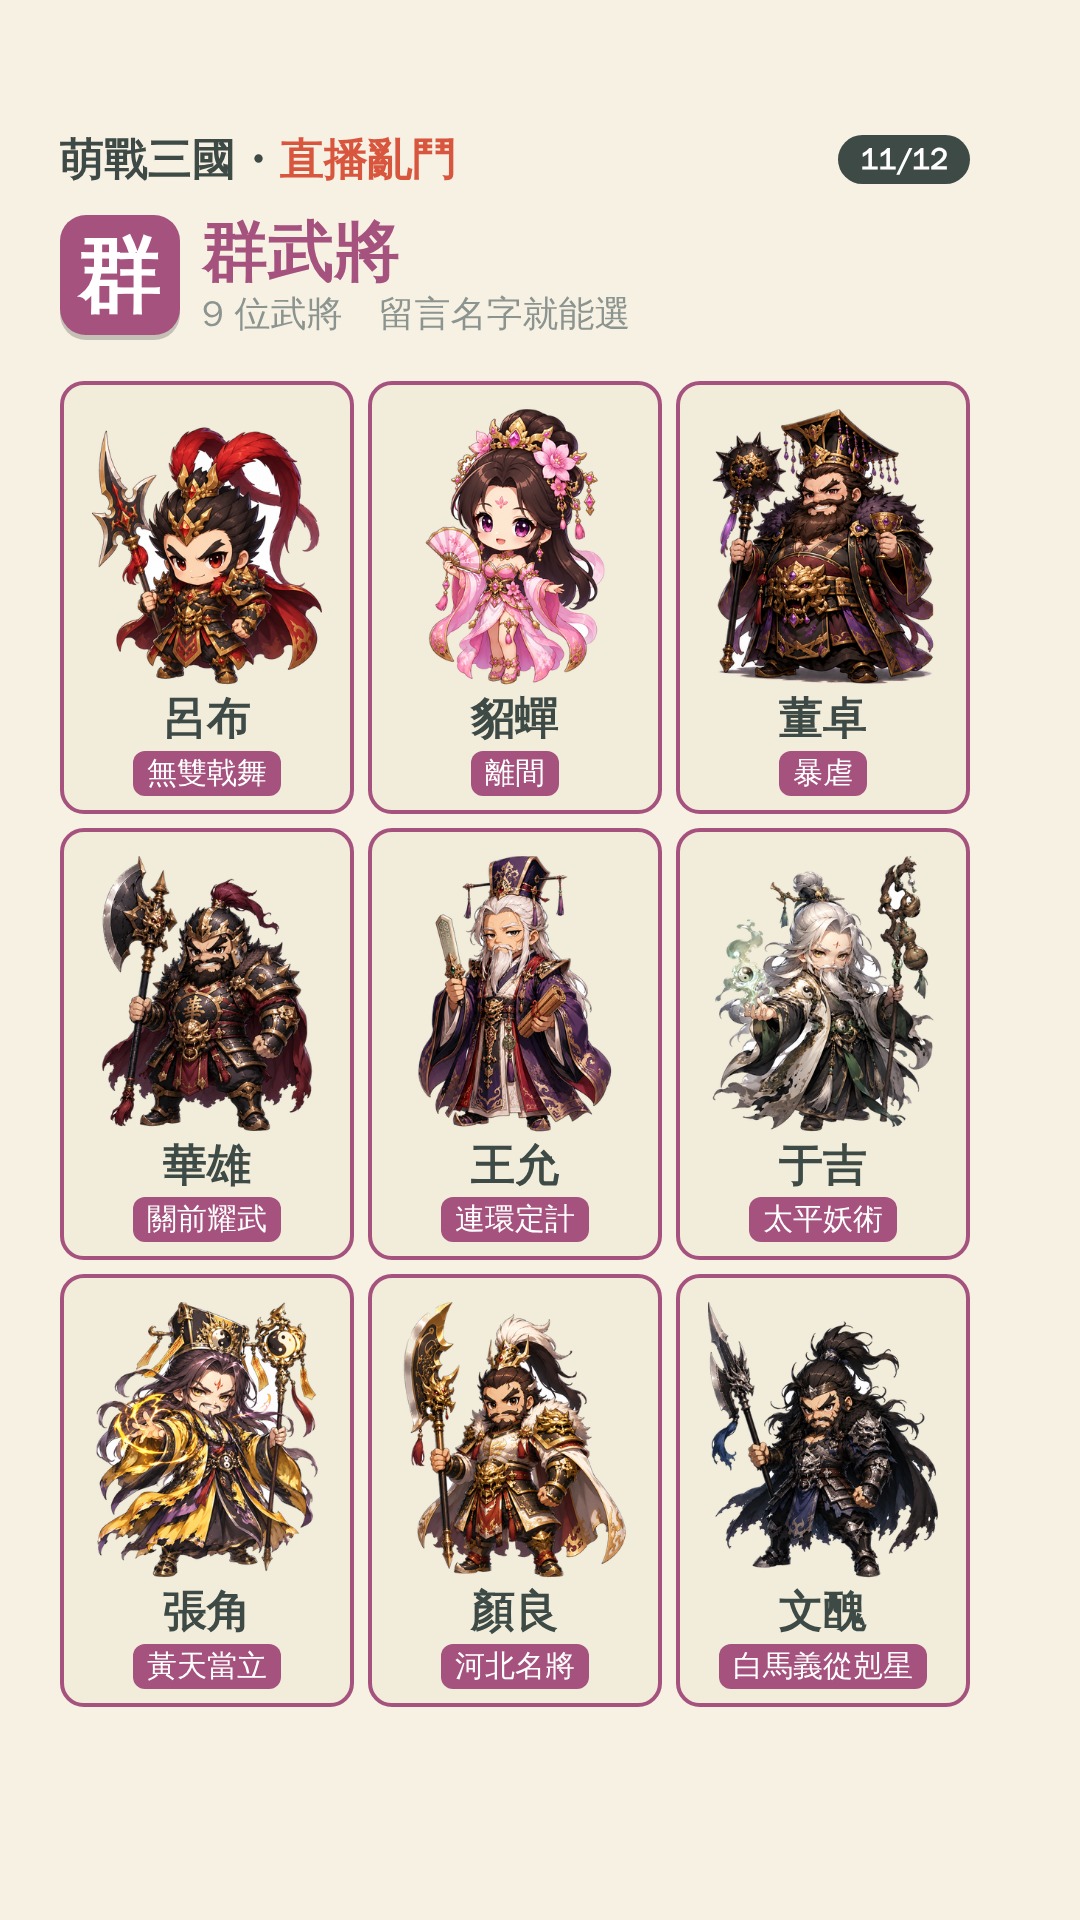 萌戰三國・直播亂鬥
11/12
群
群武將
9 位武將　留言名字就能選
呂布
無雙戟舞
貂蟬
離間
董卓
暴虐
華
華雄
關前耀武
王允
連環定計
于吉
太平妖術
張角
黃天當立
顏良
河北名將
文醜
白馬義從剋星